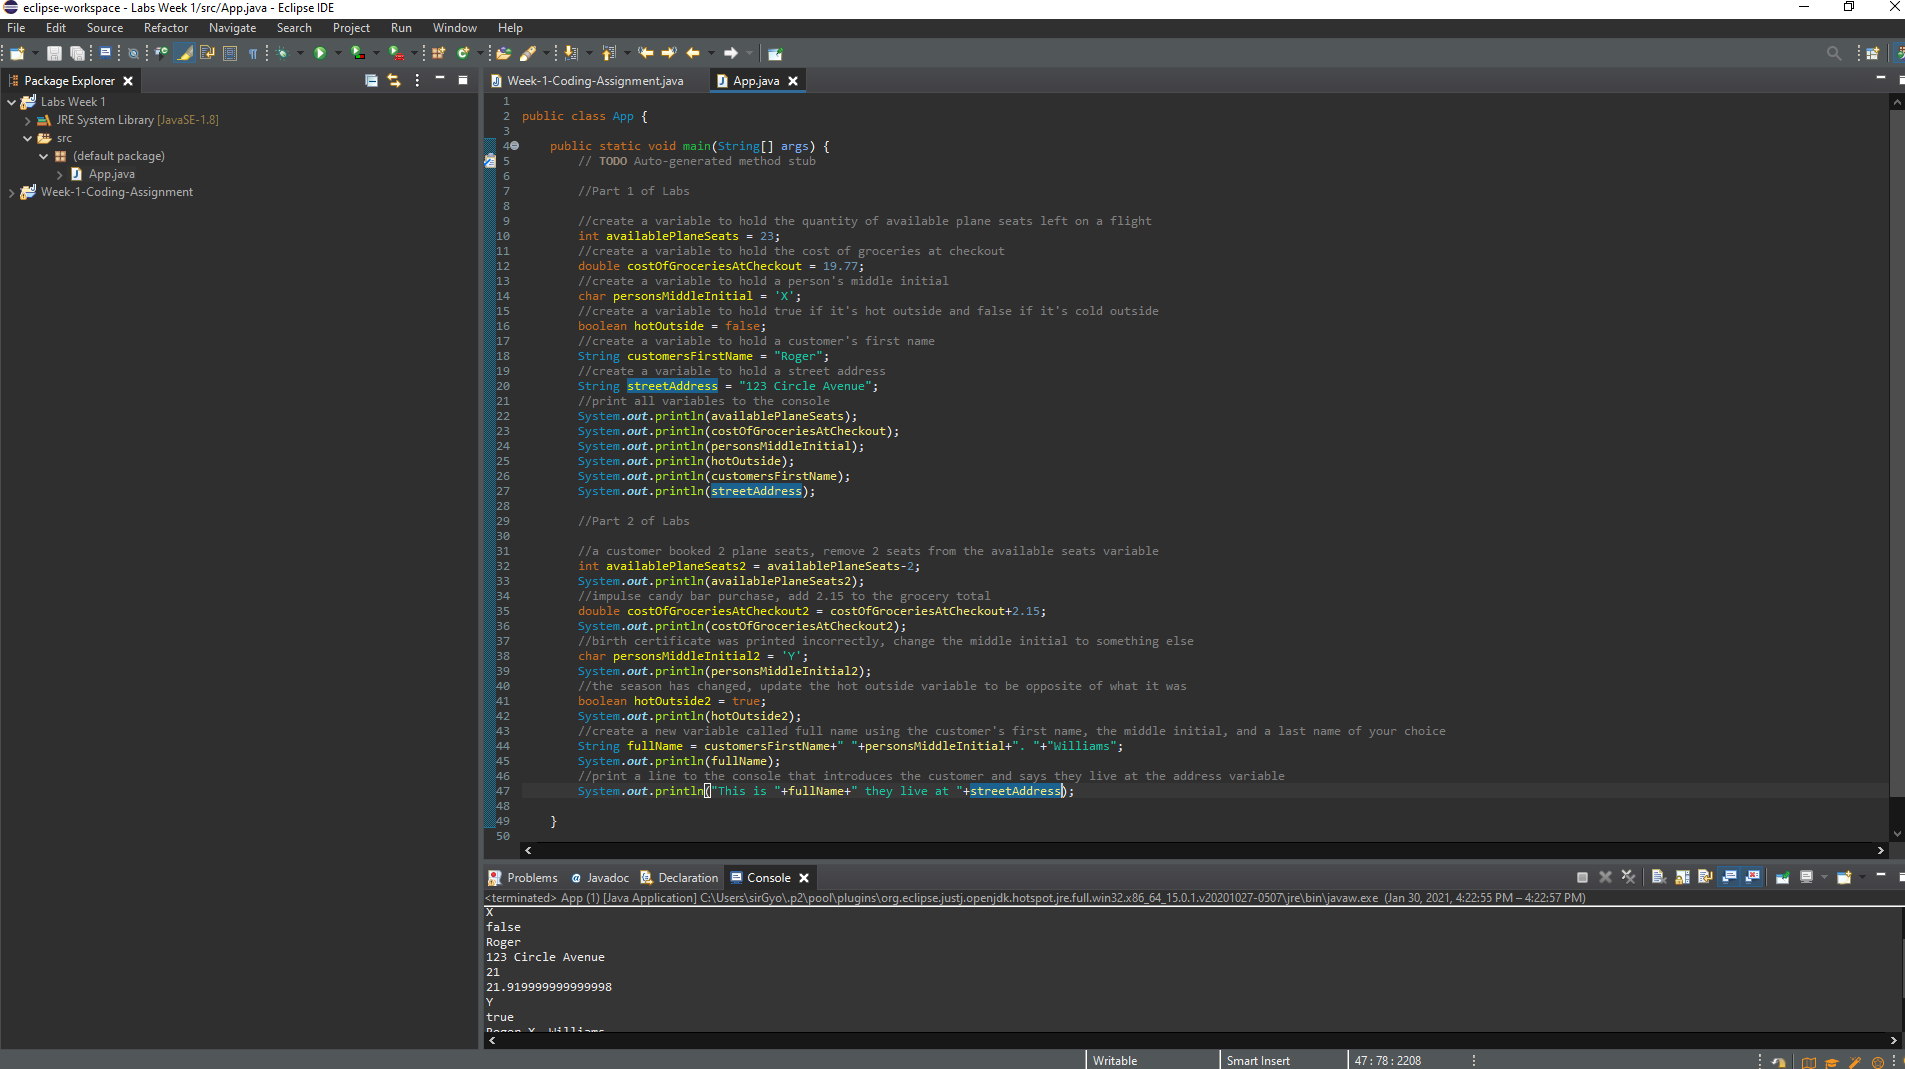 eclipse-workspace - Labs Week 1/src/App.java - Eclipse IDE
File Edit Source Refactor Navigate Search Project Run Window Help
Package Explorer
Labs Week 1
JRE System Library [JavaSE-1.8]
src
(default package)
App.java
Week-1-Coding-Assignment
Week-1-Coding-Assignment.java App.java
1
2 public class App {
3
4 public static void main(String[] args) {
5 // TODO Auto-generated method stub
6
7 //Part 1 of Labs
8
9 //create a variable to hold the quantity of available plane seats left on a flight
10 int availablePlaneSeats = 23;
11 //create a variable to hold the cost of groceries at checkout
12 double costOfGroceriesAtCheckout = 19.77;
13 //create a variable to hold a person's middle initial
14 char personsMiddleInitial = 'X';
15 //create a variable to hold true if it's hot outside and false if it's cold outside
16 boolean hotOutside = false;
17 //create a variable to hold a customer's first name
18 String customersFirstName = "Roger";
19 //create a variable to hold a street address
20 String streetAddress = "123 Circle Avenue";
21 //print all variables to the console
22 System.out.println(availablePlaneSeats);
23 System.out.println(costOfGroceriesAtCheckout);
24 System.out.println(personsMiddleInitial);
25 System.out.println(hotOutside);
26 System.out.println(customersFirstName);
27 System.out.println(streetAddress);
28
29 //Part 2 of Labs
30
31 //a customer booked 2 plane seats, remove 2 seats from the available seats variable
32 int availablePlaneSeats2 = availablePlaneSeats-2;
33 System.out.println(availablePlaneSeats2);
34 //impulse candy bar purchase, add 2.15 to the grocery total
35 double costOfGroceriesAtCheckout2 = costOfGroceriesAtCheckout+2.15;
36 System.out.println(costOfGroceriesAtCheckout2);
37 //birth certificate was printed incorrectly, change the middle initial to something else
38 char personsMiddleInitial2 = 'Y';
39 System.out.println(personsMiddleInitial2);
40 //the season has changed, update the hot outside variable to be opposite of what it was
41 boolean hotOutside2 = true;
42 System.out.println(hotOutside2);
43 //create a new variable called full name using the customer's first name, the middle initial, and a last name of your choice
44 String fullName = customersFirstName+" "+personsMiddleInitial+". "+"Williams";
45 System.out.println(fullName);
46 //print a line to the console that introduces the customer and says they live at the address variable
47 System.out.println("This is "+fullName+" they live at "+streetAddress);
48
49 }
50
Problems Javadoc Declaration Console
<terminated> App (1) [Java Application] C:\Users\sirGyo\.p2\pool\plugins\org.eclipse.justj.openjdk.hotspot.jre.full.win32.x86_64_15.0.1.v20201027-0507\jre\bin\javaw.exe (Jan 30, 2021, 4:22:55 PM – 4:22:57 PM)
X
false
Roger
123 Circle Avenue
21
21.919999999999998
Y
true
Roger X. Williams
Writable Smart Insert 47 : 78 : 2208